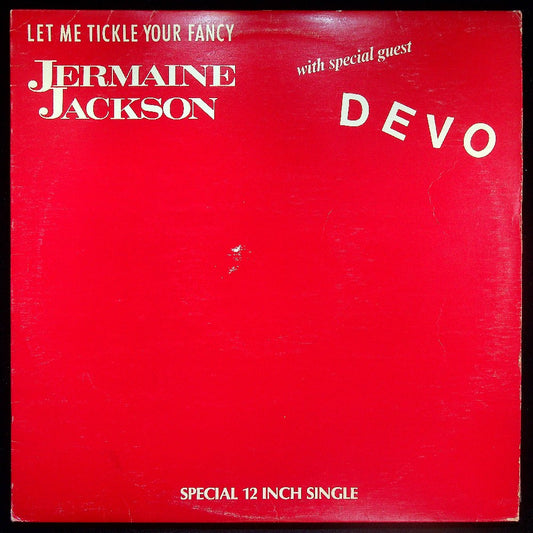 LET ME TICKLE YOUR FANCY
JERMAINE
JACKSON
with special guest
DEVO
SPECIAL 12 INCH SINGLE